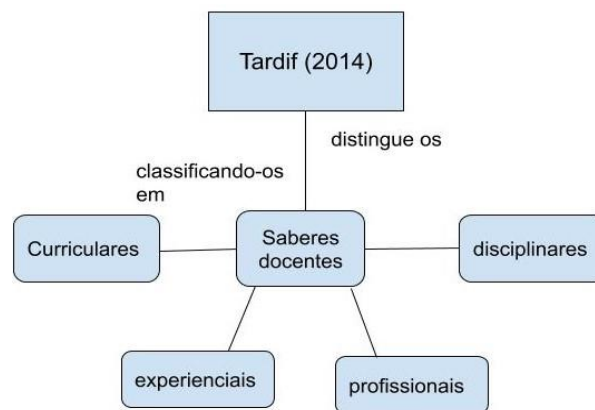 Tardif (2014)
distingue os
classificando-os
em
Curriculares
Saberes
docentes
disciplinares
experienciais
profissionais